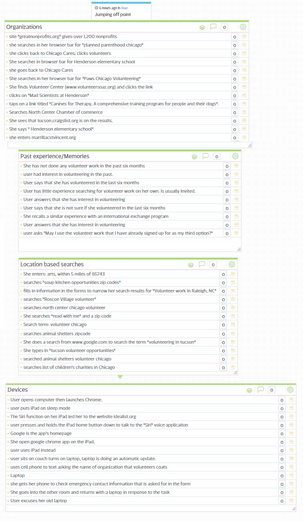 Jumping off point
Organizations
she "greatnonprofits.org" gives over 1,200 nonprofits
she searches in her browser bar for "planned parenthood chicago"
she clicks back to Chicago Cares, clicks volunteers
She searcher in browser bar for Henderson elementary school
she goes back to Chicago Cares
She searches in her browser bar for "Paws Chicago Volunteering"
She finds Volunteer Center (www.volunteersoaz.org) and clicks the link
clicks on "Mad Scientists at Henderson"
taps on a link titled "Canines for Therapy, A comprehensive training program for people and their dogs".
Searches North Center Chamber of commerce
She sees that tucson.craigslist.org is on the results.
She says " Henderson elementary school"
she enters
Past experience/Memories
She has not done any volunteer work in the past six months
user had interest in volunteering in the past.
User says that she has volunteered in the last six months.
User has little experience searching for volunteer work on her own. Is usually invited.
User answers that she has interest in volunteering
User says that she is not sure if she volunteered in the last six months
She recalls a similar experience with an international exchange program
User answers that she has interest in volunteering
user asks "May I use the volunteer work that I have already signed up for as my third option?"
Location based searches
She enters: arts, within 5 miles of 85743
searches "soup kitchen opportunities zip codes"
fills in information in the forms to narrow her search results for "Volunteer work in Raleigh, NC"
searches "Roscoe Village volunteer"
searches north center chicago volunteer
She searches "read with me" and a zip code
Search term: volunteer chicago
searches animal shelters zipcode
She does a search from www.google.com to search the term "volunteering in tucson"
She types in "tucson volunteer opportunities"
searches animal shelters chicago
searches list of children's charities in Chicago
Devices
User opens computer then launches Chrome.
user puts iPad on sleep mode
The Siri function on her iPad led her to the website idealist.org
user presses and holds the iPad home button down to talk to the "Siri" voice application
Google is the app's homepage
She open google chrome app on the iPad.
user uses iPad instead
user sits on couch turns on laptop, laptop is doing an automatic update.
uses cell phone to text asking the name of organization that volunteers coats
Laptop
she gets her phone to check emergency contact information that is asked for in the form
She goes into the other room and returns with a laptop in response to the task
User excuses her old laptop